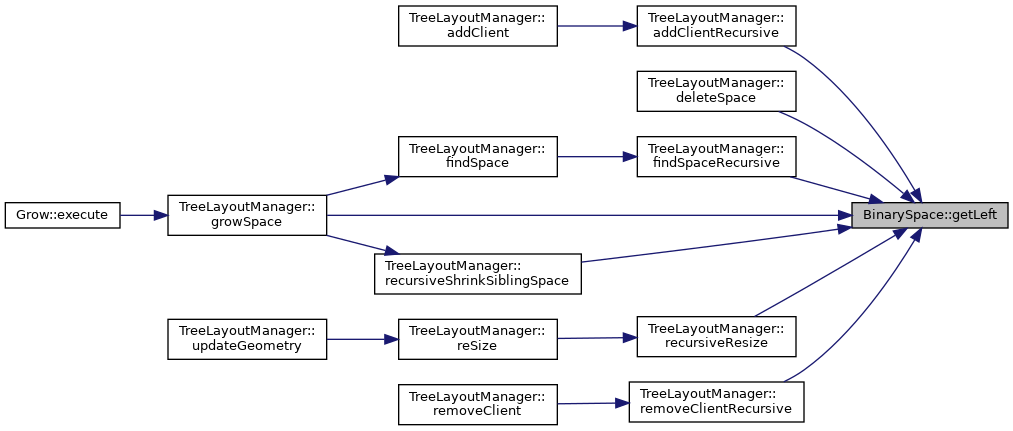 TreeLayoutManager::
addClient
TreeLayoutManager::
addClientRecursive
TreeLayoutManager::
deleteSpace
TreeLayoutManager::
findSpace
TreeLayoutManager::
findSpaceRecursive
Grow::execute
TreeLayoutManager::
growSpace
BinarySpace::getLeft
TreeLayoutManager::
recursiveShrinkSiblingSpace
TreeLayoutManager::
updateGeometry
TreeLayoutManager::
reSize
TreeLayoutManager::
recursiveResize
TreeLayoutManager::
removeClient
TreeLayoutManager::
removeClientRecursive